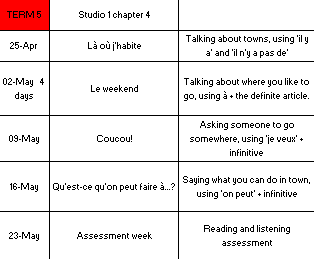 TERM 5 Studio 1 chapter 4
25-Apr Là où j'habite Talking about towns, using 'il y
a' and 'il n'y a pas de'
02-May 4
days
Le weekend
Talking about where you like to
go, using à + the definite article.
09-May Coucou!
Asking someone to go
somewhere, using 'je veux' +
infinitive
16-May Qu'est-ce qu'on peut faire à...?
Saying what you can do in town,
using 'on peut' + infinitive
23-May Assessment week
Reading and listening
assessment